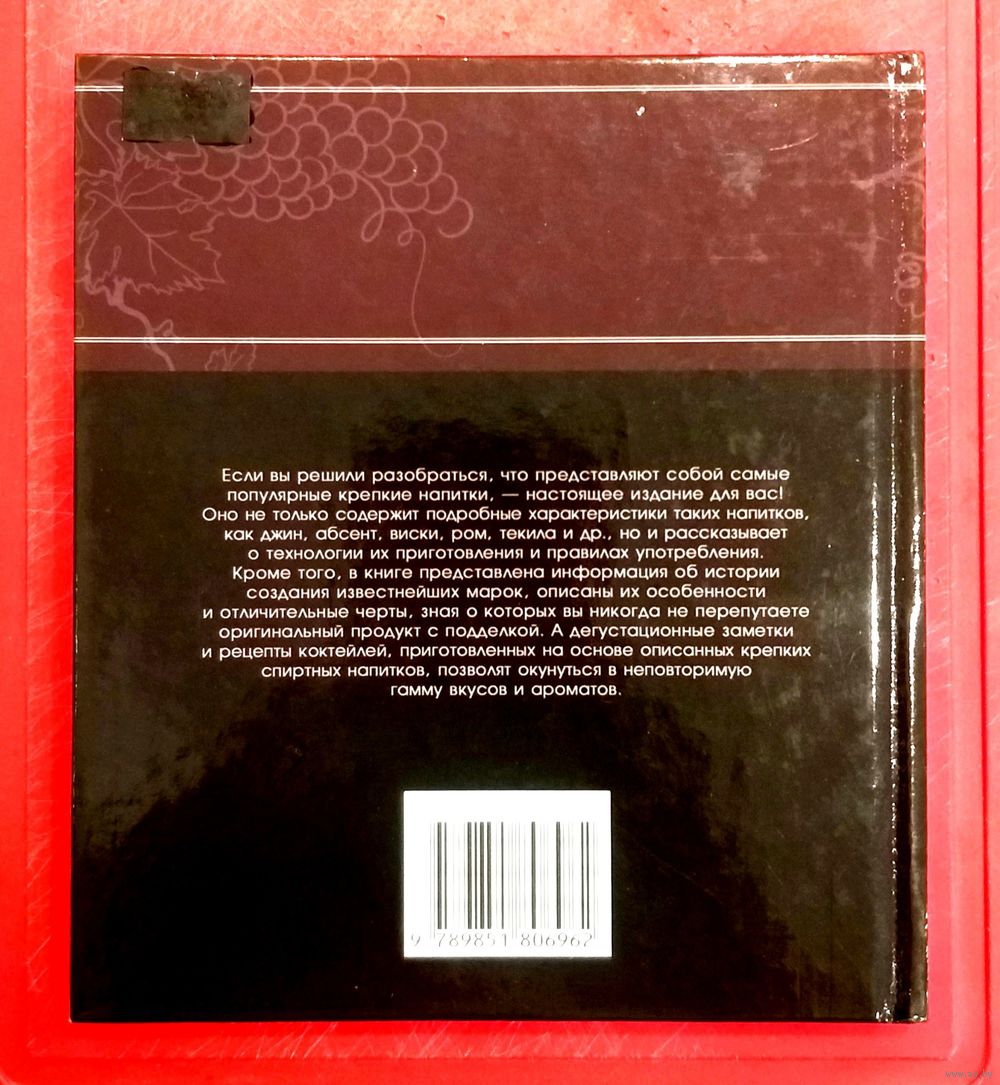 Если вы решили разобраться, что представляют собой самые
популярные крепкие напитки, — настоящее издание для вас!
Оно не только содержит подробные характеристики таких напитков,
как джин, абсент, виски, ром, текила и др., но и рассказывает
о технологии их приготовления и правилах употребления.
Кроме того, в книге представлена информация об истории
создания известнейших марок, описаны их особенности
и отличительные черты, зная о которых вы никогда не перепутаете
оригинальный продукт с подделкой. А дегустационные заметки
и рецепты коктейлей, приготовленных на основе описанных крепких
спиртных напитков, позволят окунуться в неповторимую
гамму вкусов и ароматов.
9 789851 806962